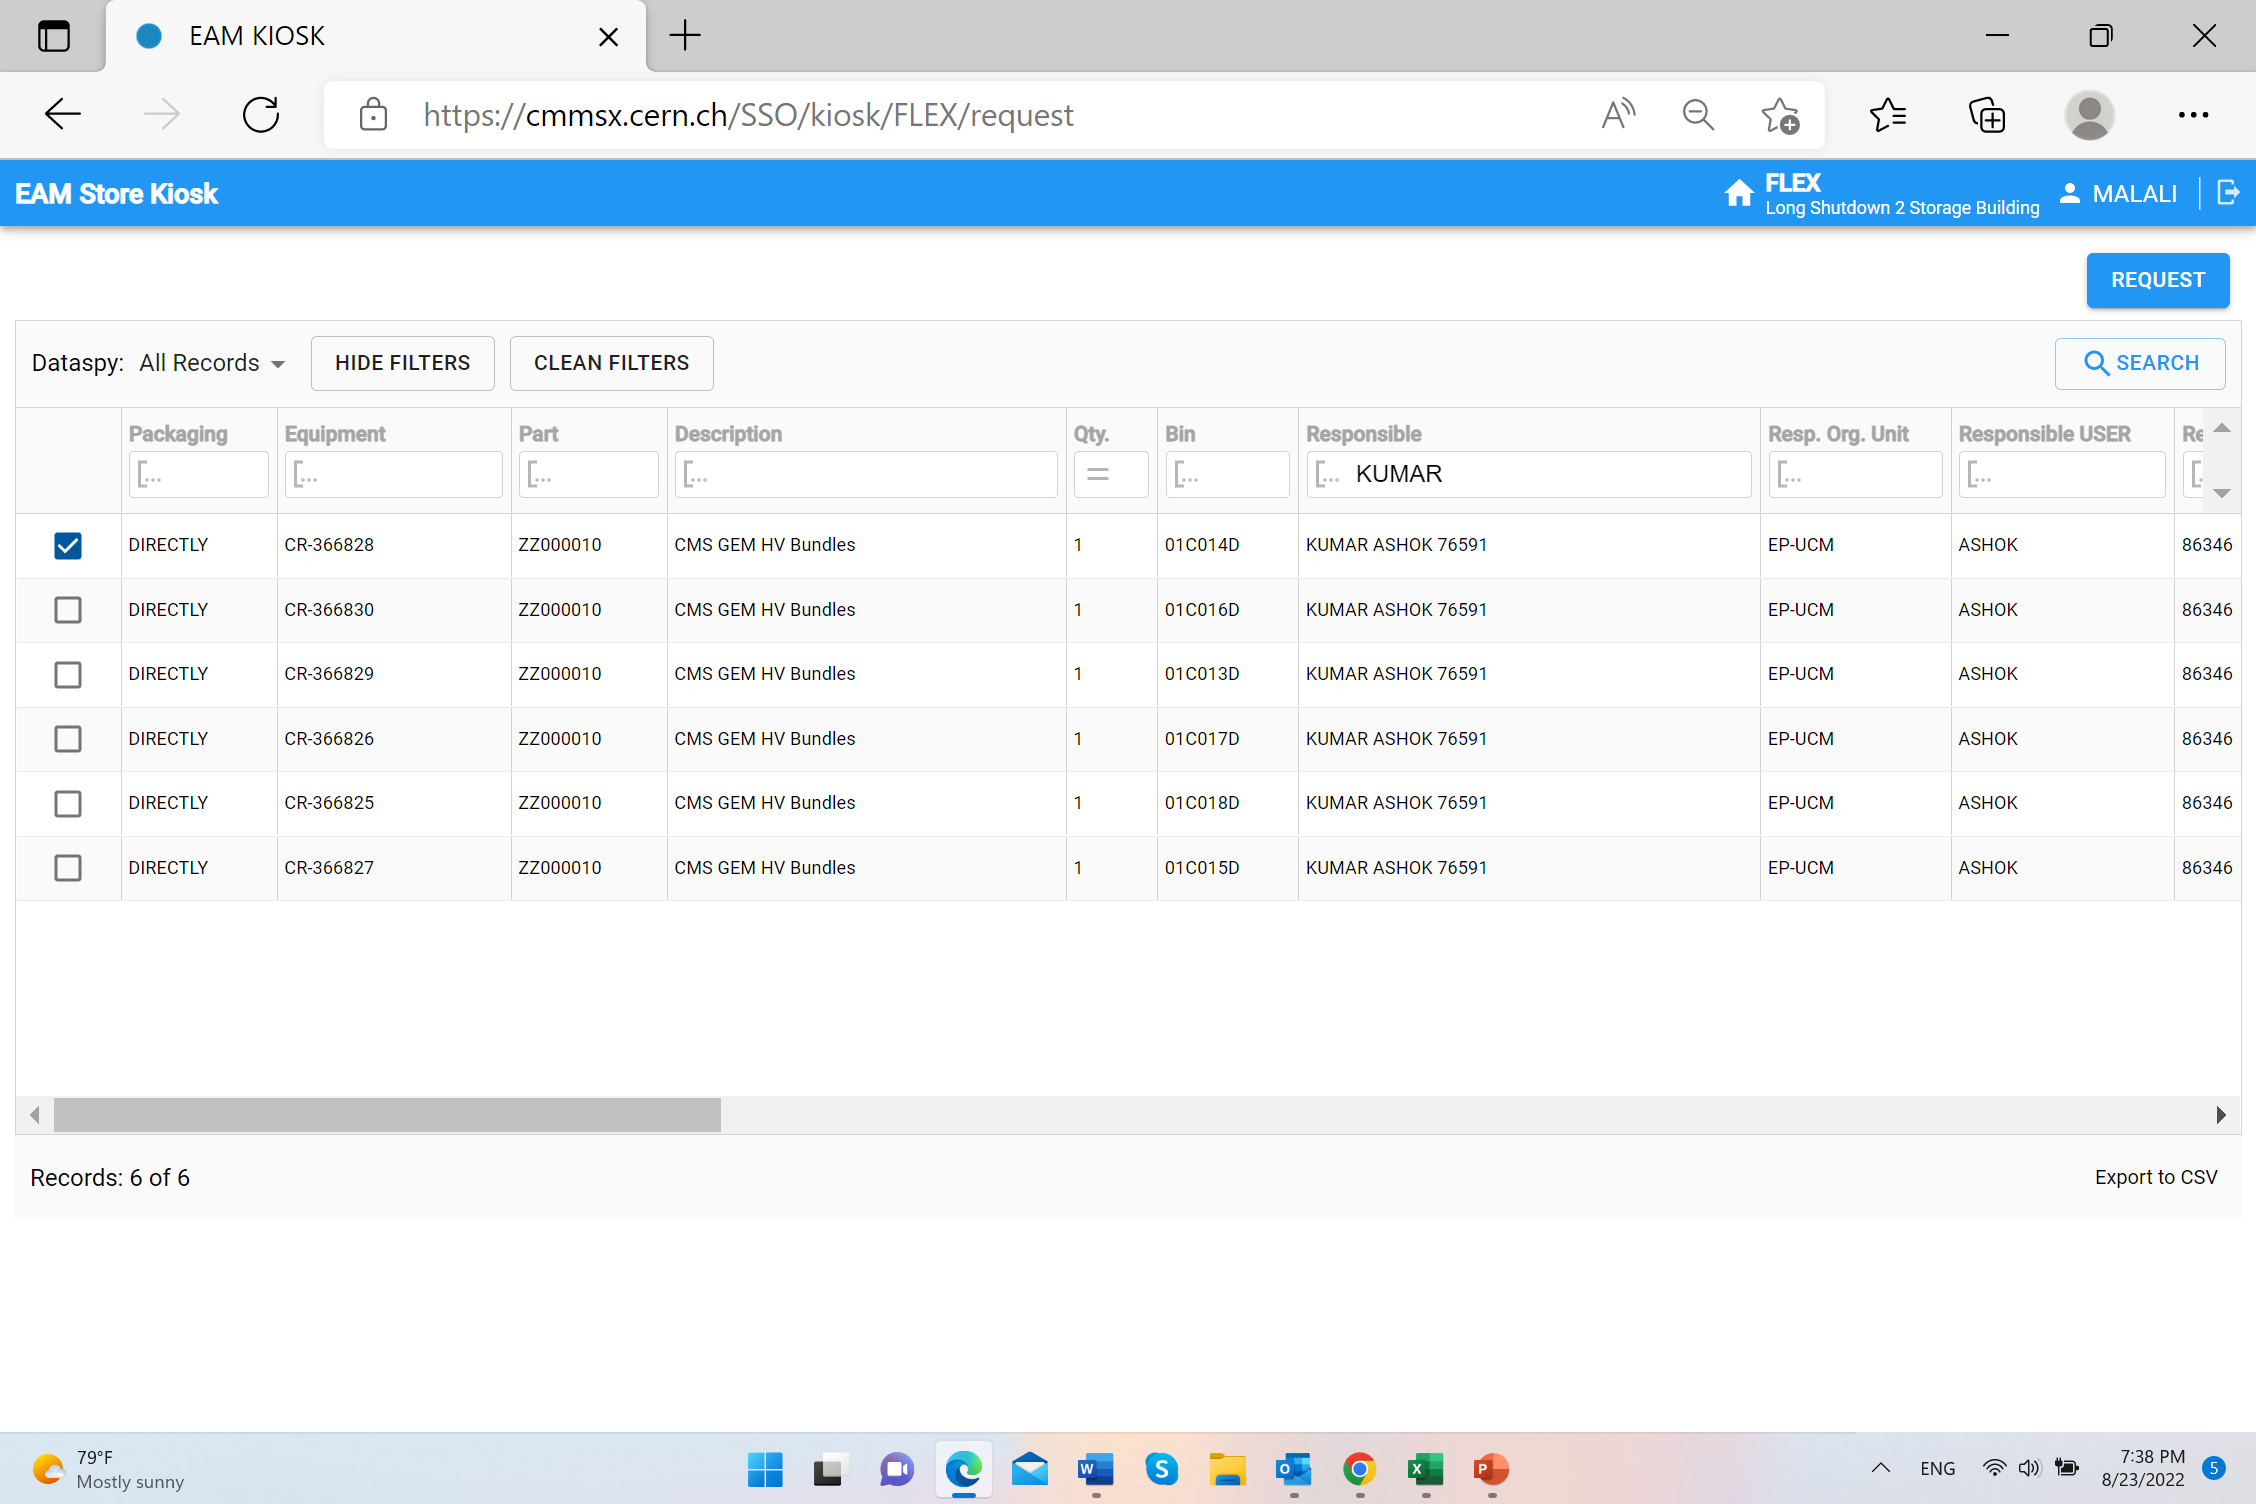 EAM KIOSK
https://cmmsx.cern.ch/SSO/kiosk/FLEX/request
EAM Store Kiosk
FLEX
Long Shutdown 2 Storage Building
MALALI
REQUEST
Dataspy: All Records HIDE FILTERS CLEAN FILTERS SEARCH
Packaging Equipment Part Description Qty. Bin Responsible Resp. Org. Unit Responsible USER Re
[... [... [... [... = [... [... KUMAR [... [... [.
DIRECTLY CR-366828 ZZ000010 CMS GEM HV Bundles 1 01C014D KUMAR ASHOK 76591 EP-UCM ASHOK 86346
DIRECTLY CR-366830 ZZ000010 CMS GEM HV Bundles 1 01C016D KUMAR ASHOK 76591 EP-UCM ASHOK 86346
DIRECTLY CR-366829 ZZ000010 CMS GEM HV Bundles 1 01C013D KUMAR ASHOK 76591 EP-UCM ASHOK 86346
DIRECTLY CR-366826 ZZ000010 CMS GEM HV Bundles 1 01C017D KUMAR ASHOK 76591 EP-UCM ASHOK 86346
DIRECTLY CR-366825 ZZ000010 CMS GEM HV Bundles 1 01C018D KUMAR ASHOK 76591 EP-UCM ASHOK 86346
DIRECTLY CR-366827 ZZ000010 CMS GEM HV Bundles 1 01C015D KUMAR ASHOK 76591 EP-UCM ASHOK 86346
Records: 6 of 6 Export to CSV
79°F
Mostly sunny
ENG
7:38 PM
8/23/2022
5